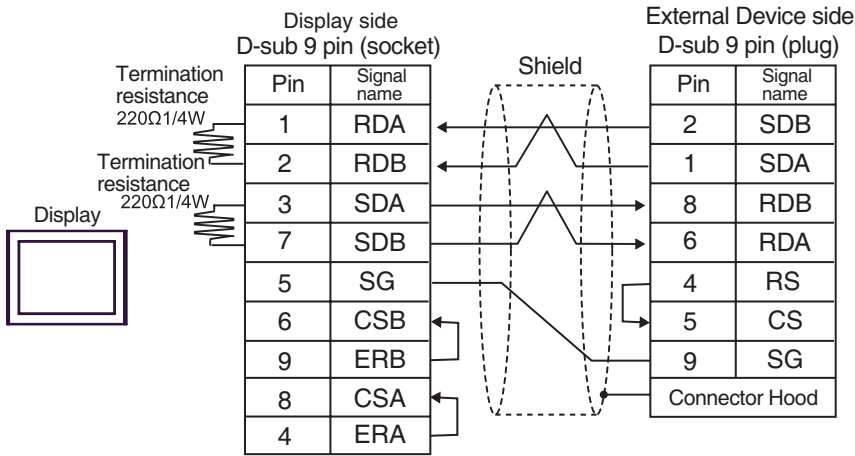 Display side
D-sub 9 pin (socket)
External Device side
D-sub 9 pin (plug)
Shield
Termination
resistance
220Ω1/4W
Termination
resistance
220Ω1/4W
Display
Pin Signal name
1 RDA
2 RDB
3 SDA
7 SDB
5 SG
6 CSB
9 ERB
8 CSA
4 ERA
Pin Signal name
2 SDB
1 SDA
8 RDB
6 RDA
4 RS
5 CS
9 SG
Connector Hood